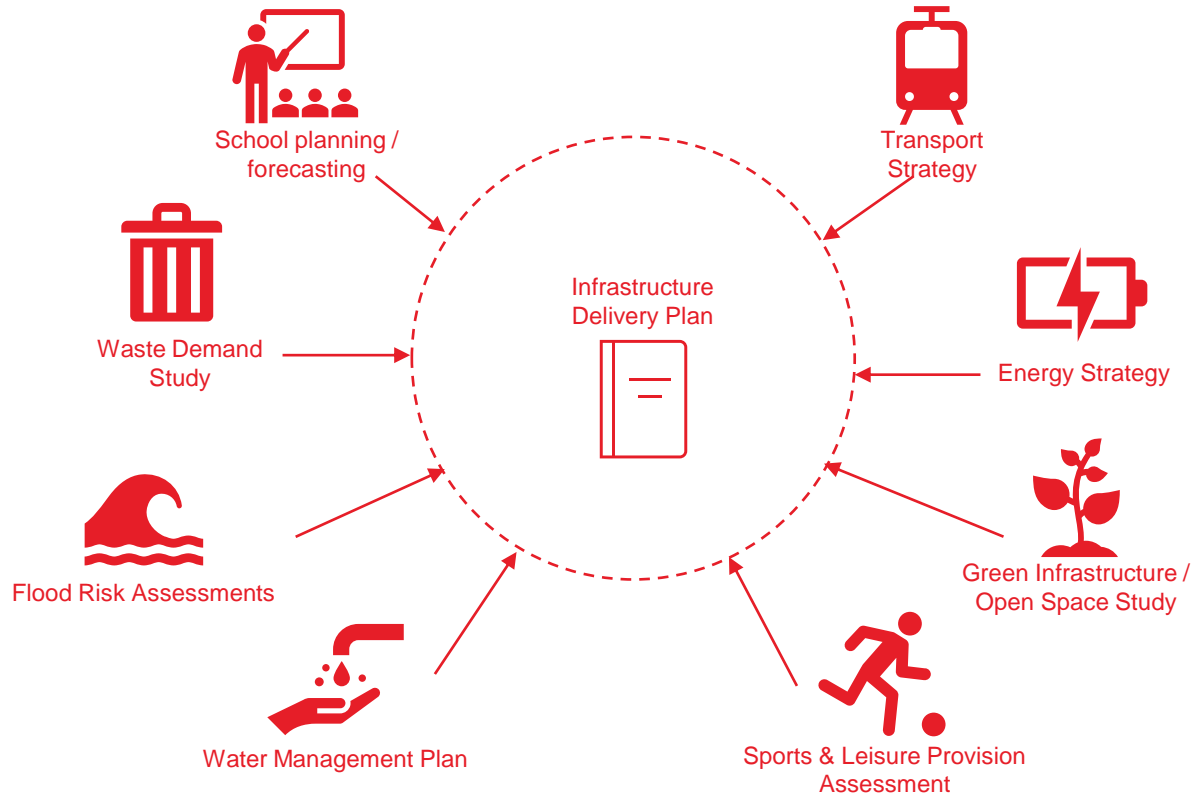 School planning /
forecasting
Transport
Strategy
Waste Demand
Study
Infrastructure
Delivery Plan
Energy Strategy
Flood Risk Assessments
Green Infrastructure /
Open Space Study
Water Management Plan
Sports & Leisure Provision
Assessment